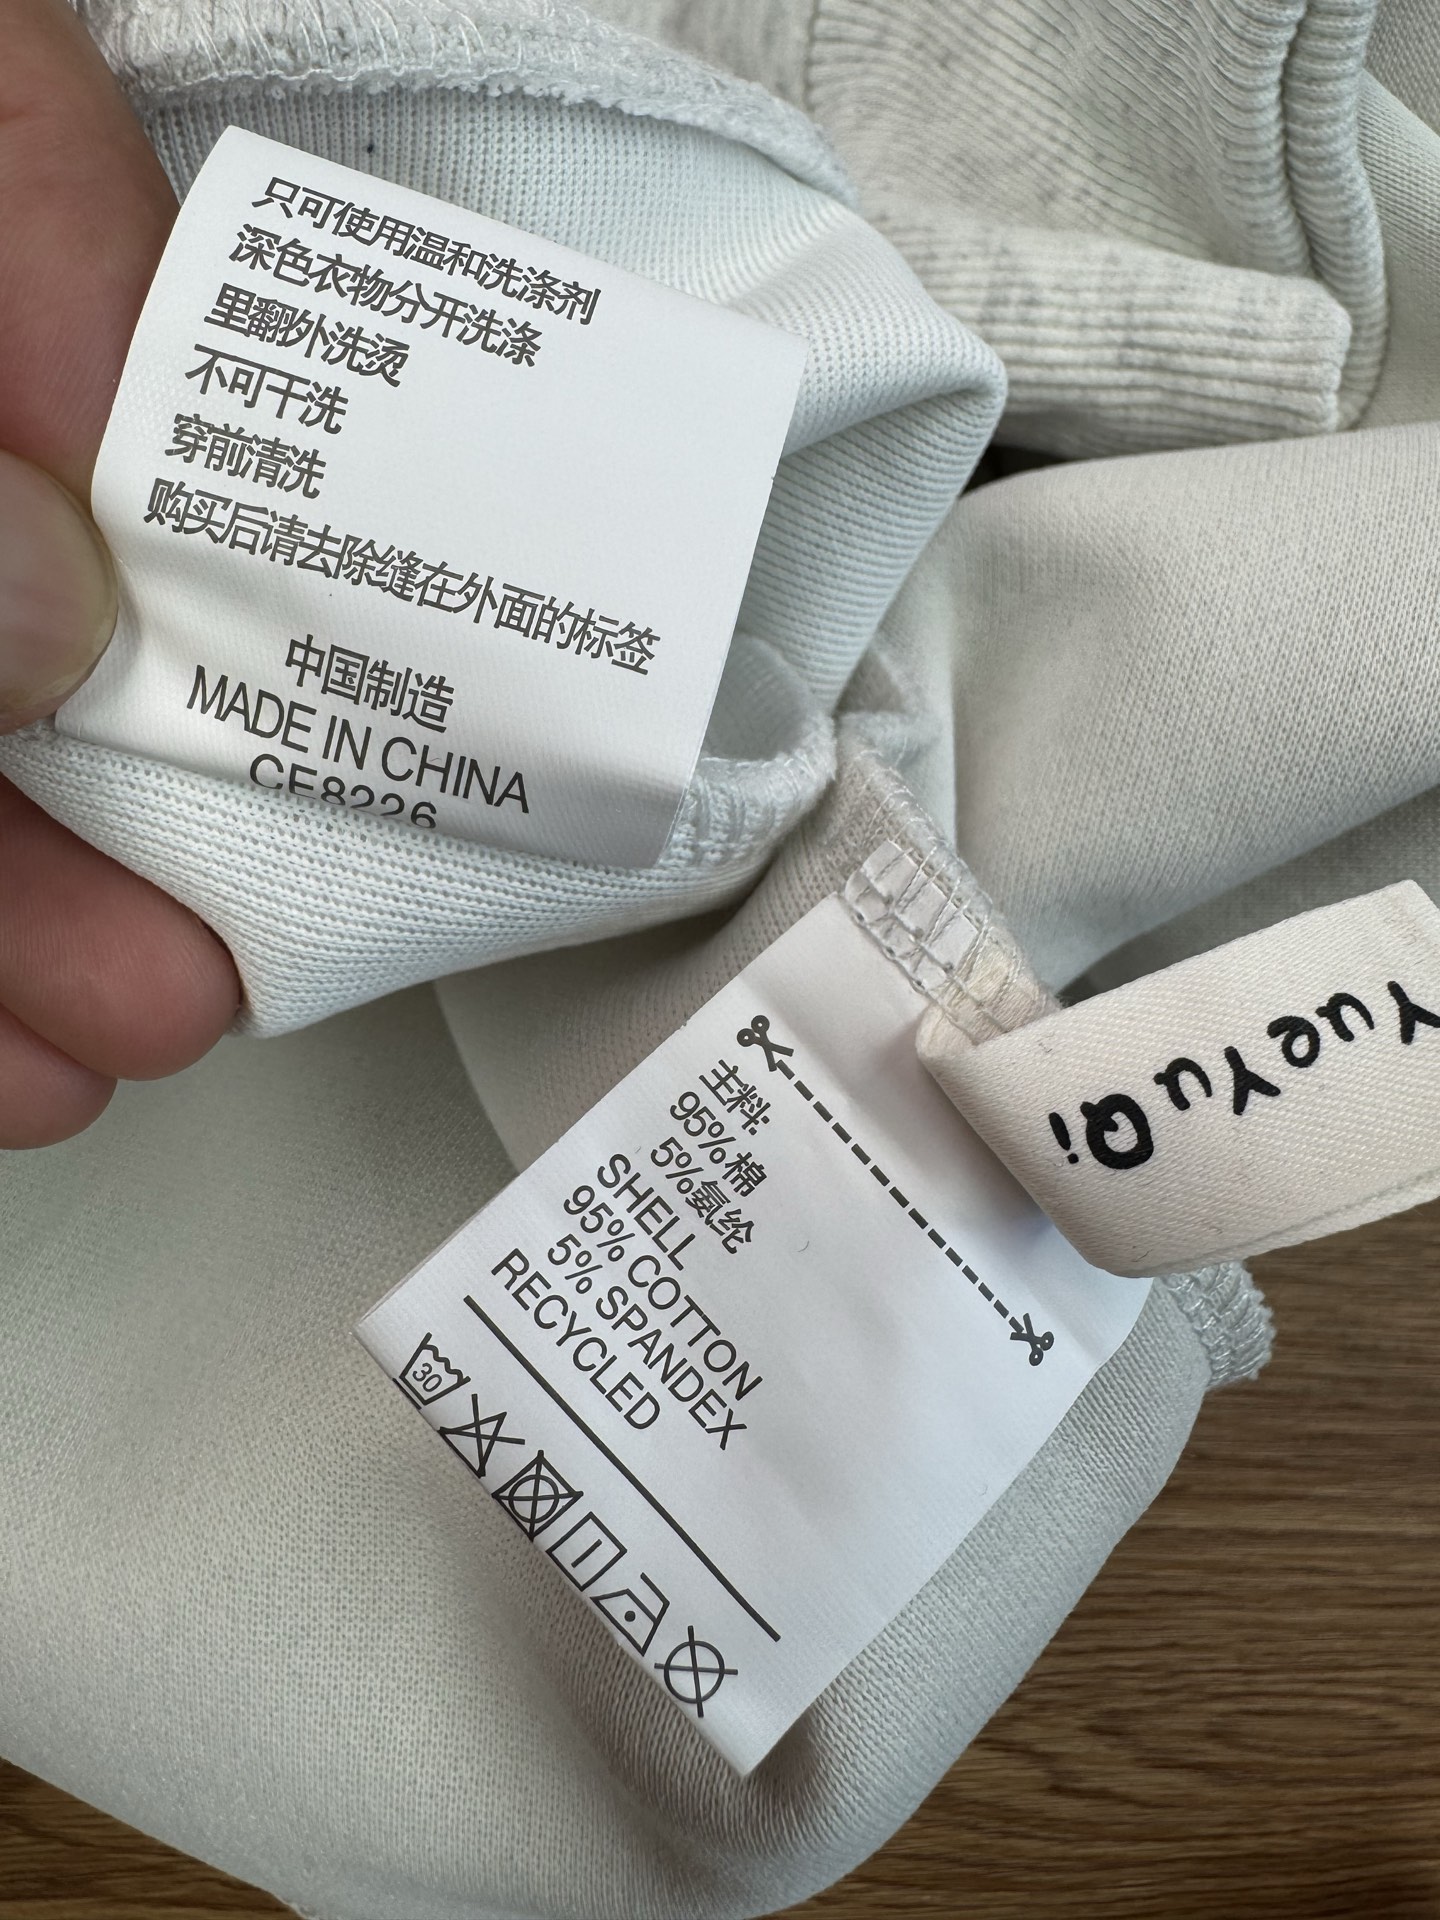 只可使用温和洗涤剂
深色衣物分开洗涤
里翻外洗烫
不可干洗
穿前清洗
购买后请去除缝在外面的标签
中国制造
MADE IN CHINA
CE8226
主料:
95%棉
5%氨纶
SHELL
95% COTTON
5% SPANDEX
RECYCLED
30
YueYun Qi